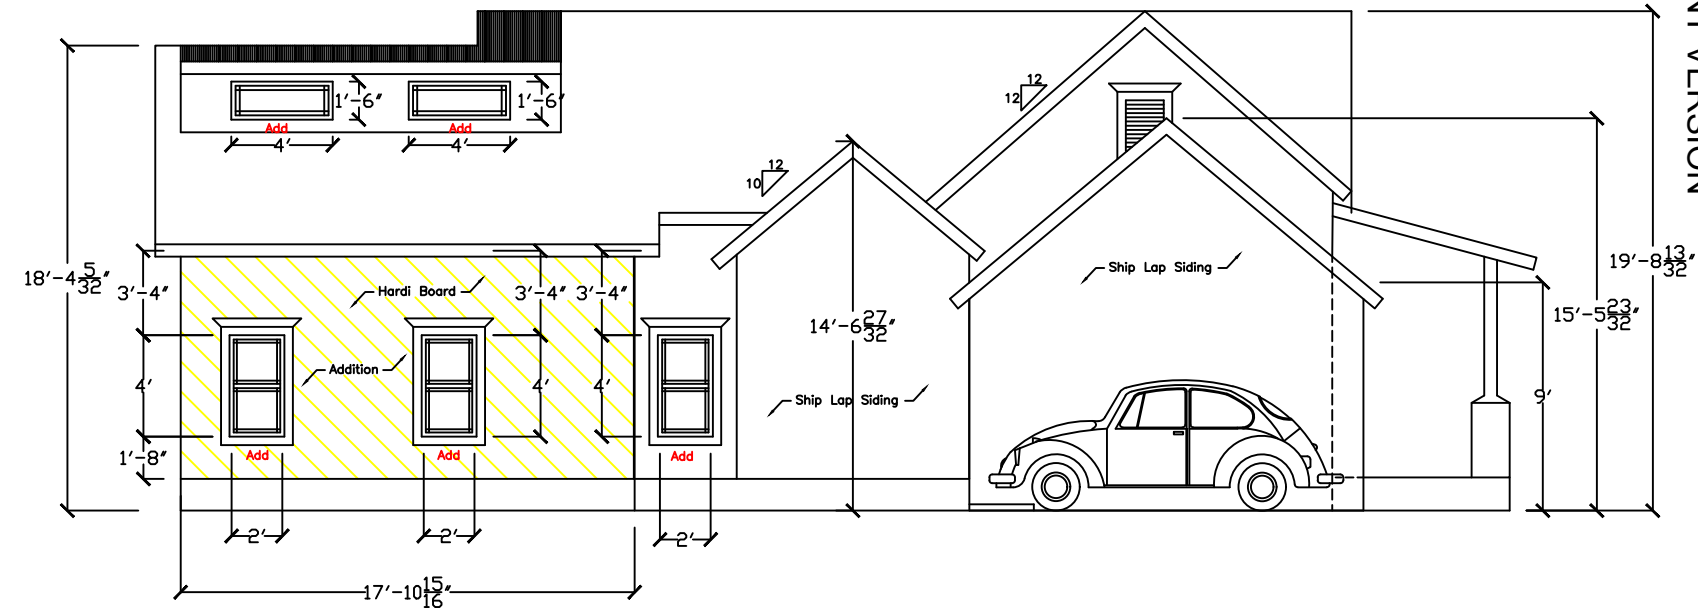 NT VERSION
12
12
19'-8 13/32"
1'-6"
1'-6"
Add
Add
4'
4'
12
10
18'-4 5/32"
3'-4"
Hardi Board
3'-4"
3'-4"
Ship Lap Siding
15'-5 23/32"
14'-6 27/32"
Addition
4'
4'
4'
Ship Lap Siding
9'
1'-8"
Add
Add
Add
2'
2'
2'
17'-10 15/16"